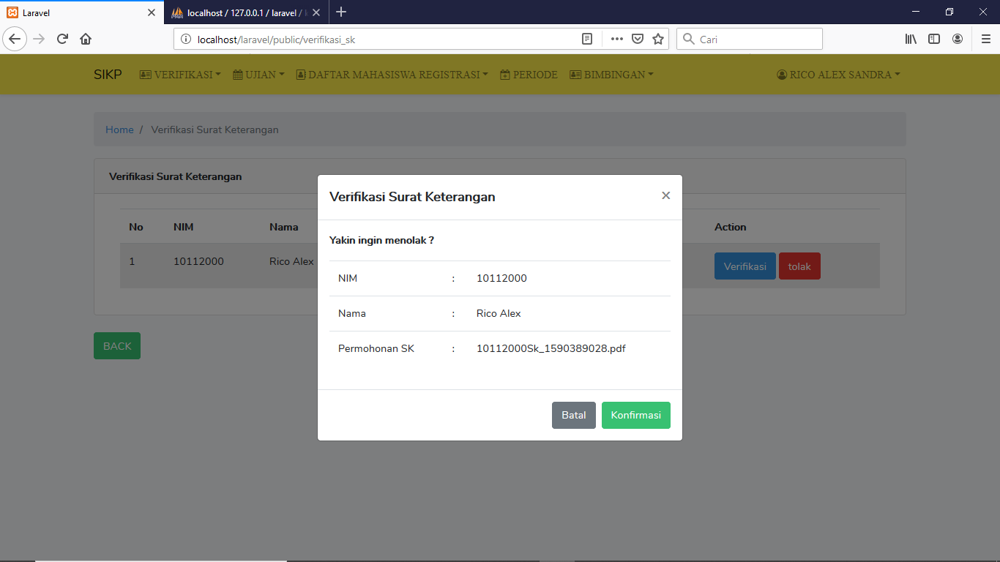 Laravel
localhost / 127.0.0.1 / laravel /
localhost/laravel/public/verifikasi_sk
Cari
SIKP VERIFIKASI UJIAN DAFTAR MAHASISWA REGISTRASI PERIODE BIMBINGAN RICO ALEX SANDRA
Home / Verifikasi Surat Keterangan
Verifikasi Surat Keterangan
No NIM Nama Action
1 10112000 Rico Alex Verifikasi tolak
BACK
Verifikasi Surat Keterangan ×
Yakin ingin menolak ?
NIM : 10112000
Nama : Rico Alex
Permohonan SK : 10112000Sk_1590389028.pdf
Batal Konfirmasi